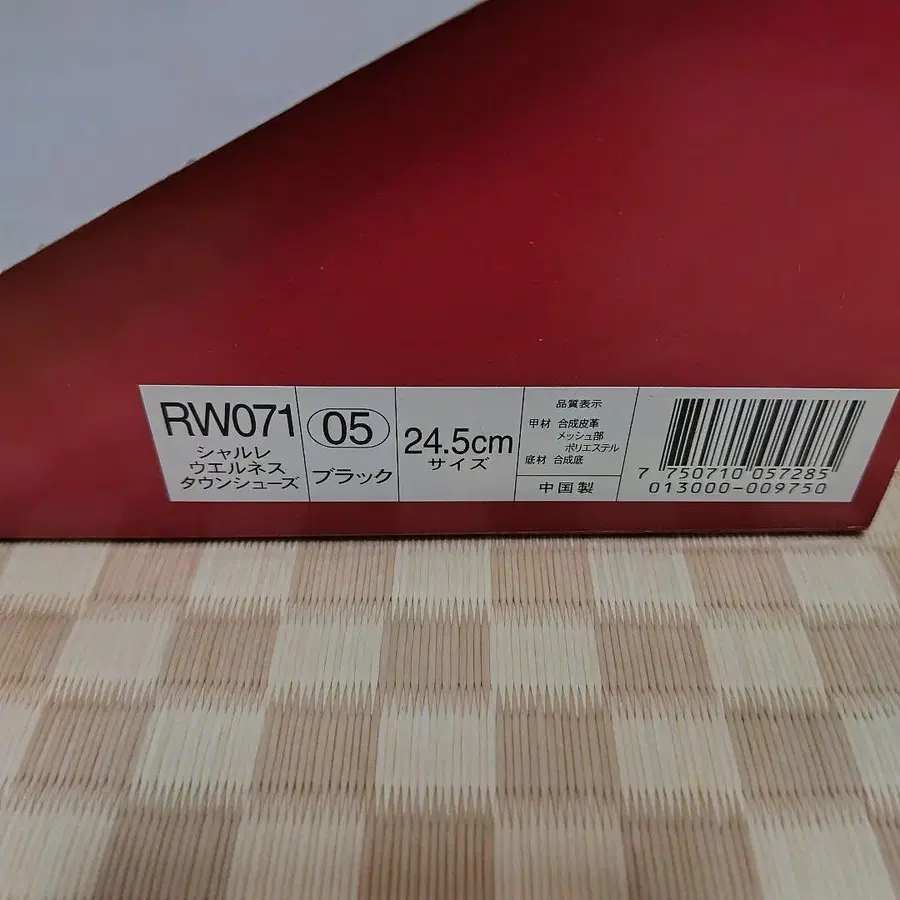 RW071
シャルレ
ウエルネス
タウンシューズ
05
ブラック
24.5cm
サイズ
品質表示
甲材 合成皮革
メッシュ部
ポリエステル
底材 合成底
中国製
7 750710 057285
013000-009750